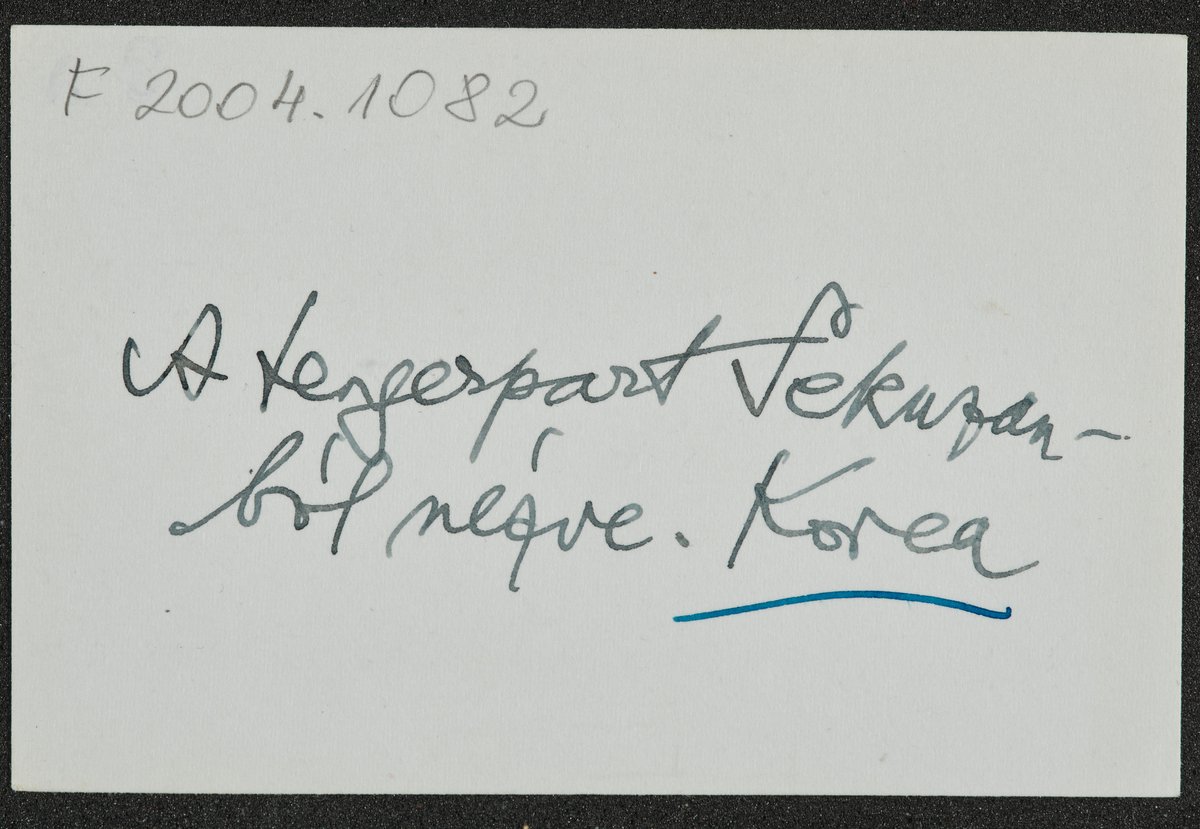 F 2004.1082
A tengerpart Sekuzan-
ból nézve. Korea